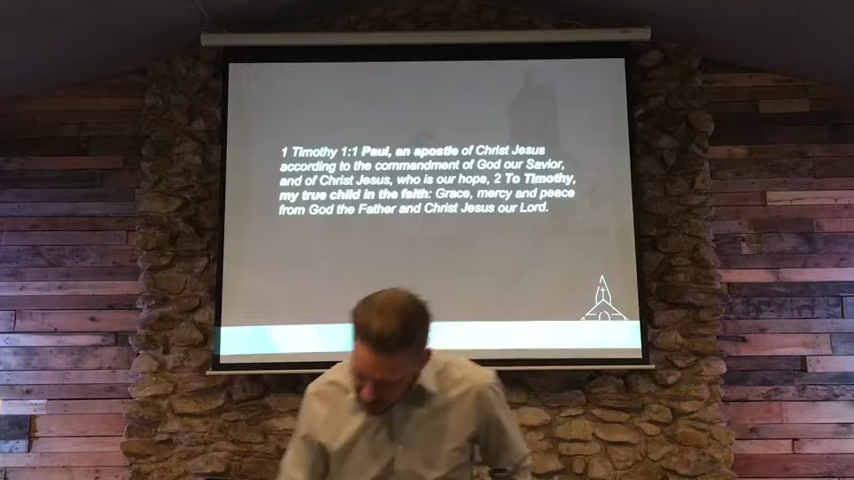 1 Timothy 1:1 Paul, an apostle of Christ Jesus
according to the commandment of God our Savior,
and of Christ Jesus, who is our hope, 2 To Timothy,
my true child in the faith: Grace, mercy and peace
from God the Father and Christ Jesus our Lord.